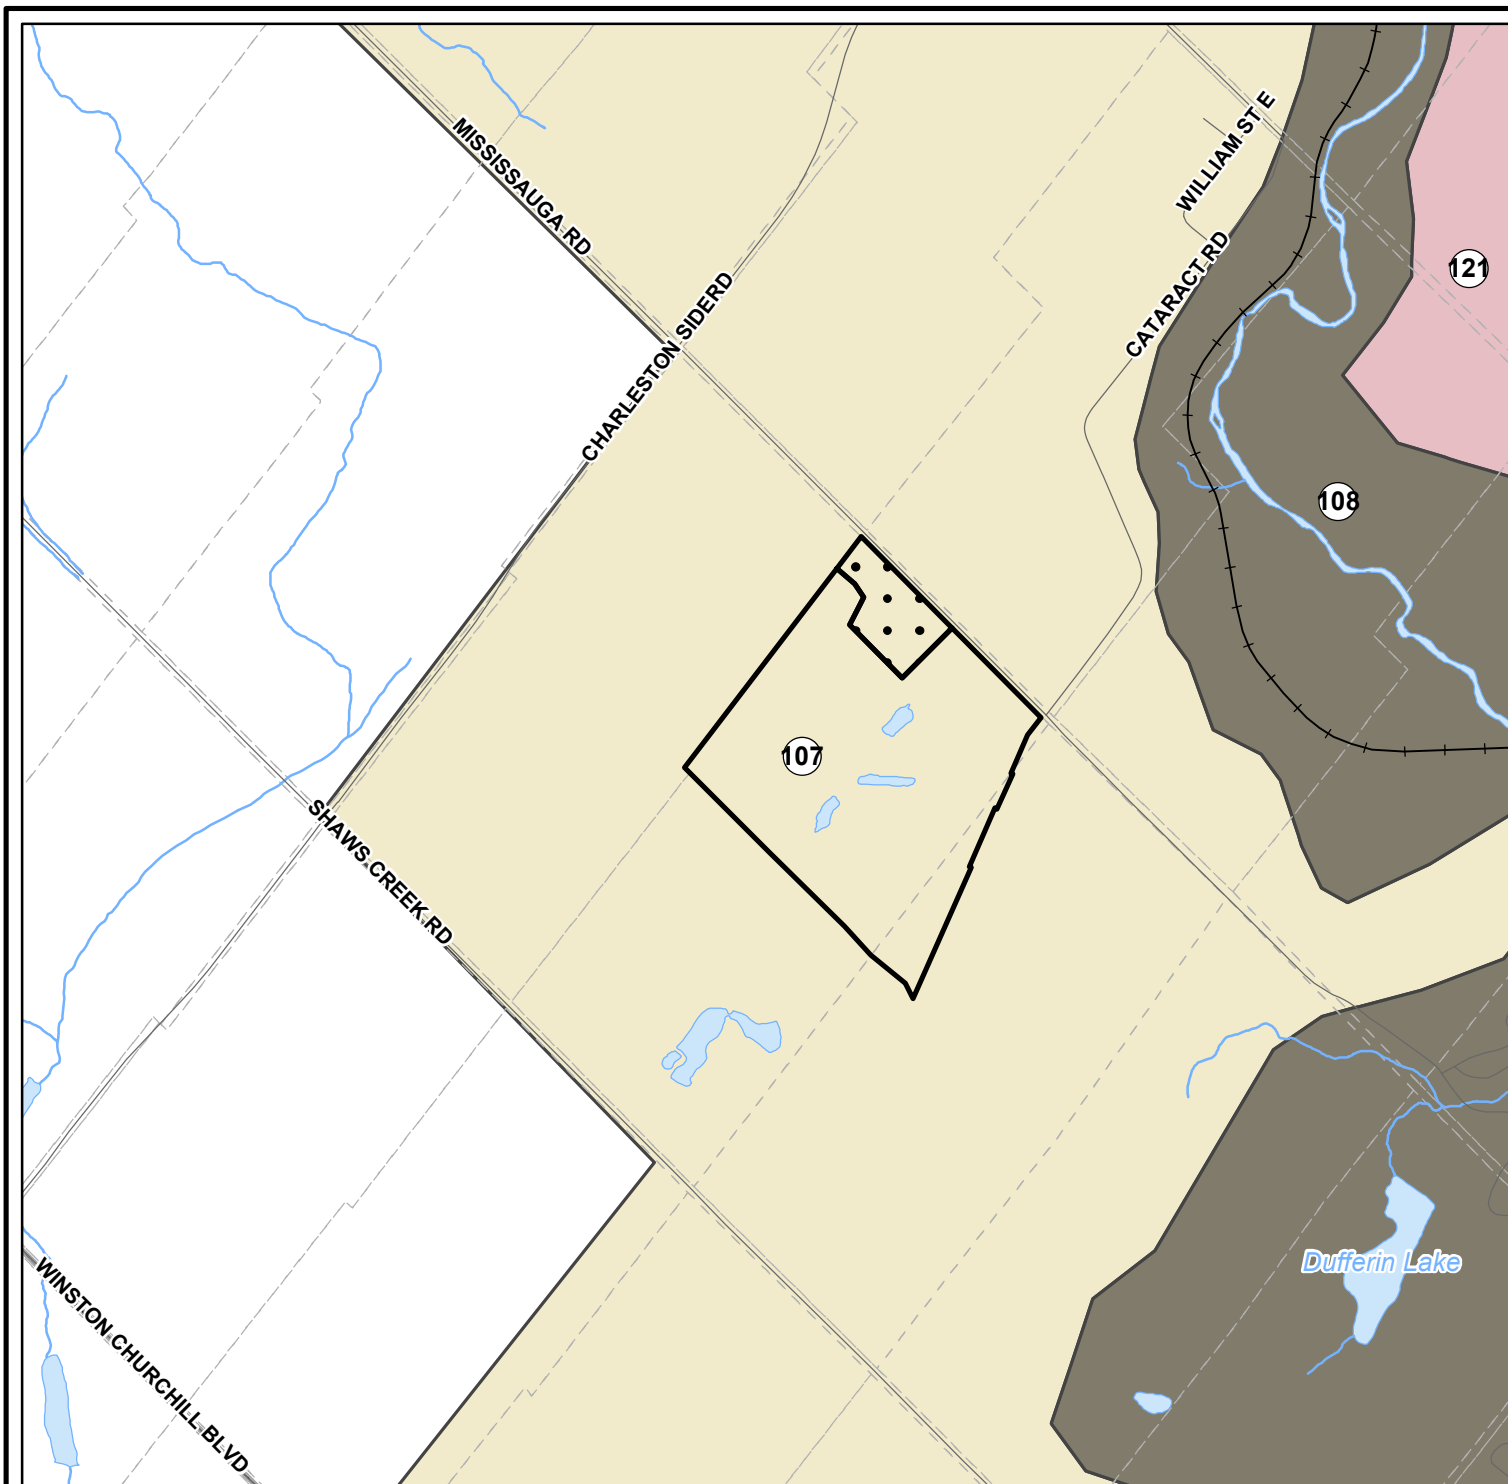 WILLIAM ST E
MISSISSAUGA RD
CATARACT RD
121
CHARLESTON SIDERD
108
107
SHAWS CREEK RD
Dufferin Lake
WINSTON CHURCHILL BLVD